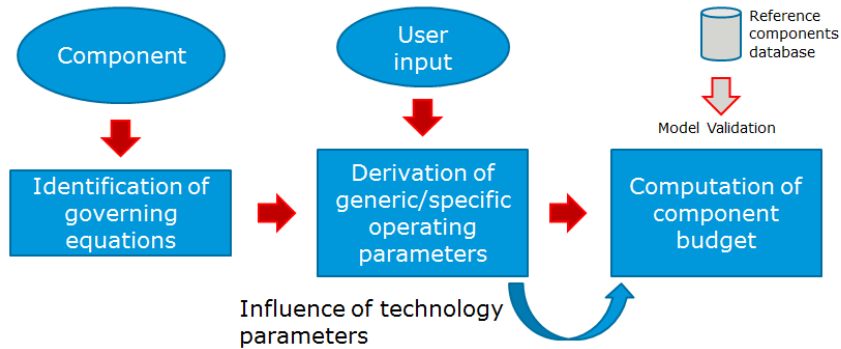 Component
User
input
Reference
components
database
Model Validation
Identification of
governing
equations
Derivation of
generic/specific
operating
parameters
Computation of
component
budget
Influence of technology
parameters